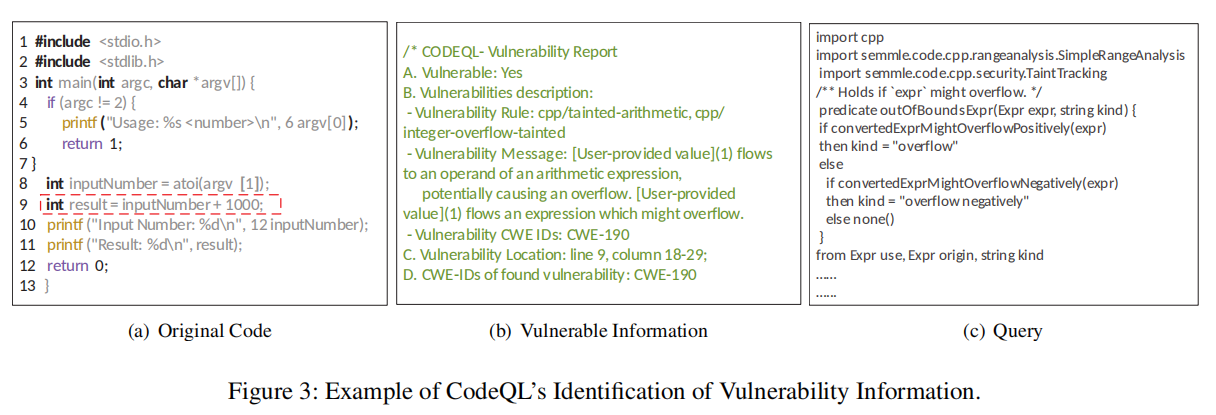 1 #include <stdio.h>
2 #include <stdlib.h>
3 int main(int argc, char *argv[]) {
4 if (argc != 2) {
5 printf ("Usage: %s <number>\n", 6 argv[0]);
6 return 1;
7 }
8 int inputNumber = atoi(argv [1]);
9 int result = inputNumber + 1000;
10 printf ("Input Number: %d\n", 12 inputNumber);
11 printf ("Result: %d\n", result);
12 return 0;
13 }
(a) Original Code
/* CODEQL- Vulnerability Report
A. Vulnerable: Yes
B. Vulnerabilities description:
- Vulnerability Rule: cpp/tainted-arithmetic, cpp/
integer-overflow-tainted
- Vulnerability Message: [User-provided value](1) flows
to an operand of an arithmetic expression,
potentially causing an overflow. [User-provided
value](1) flows an expression which might overflow.
- Vulnerability CWE IDs: CWE-190
C. Vulnerability Location: line 9, column 18-29;
D. CWE-IDs of found vulnerability: CWE-190
(b) Vulnerable Information
import cpp
import semmle.code.cpp.rangeanalysis.SimpleRangeAnalysis
import semmle.code.cpp.security.TaintTracking
/** Holds if `expr` might overflow. */
predicate outOfBoundsExpr(Expr expr, string kind) {
if convertedExprMightOverflowPositively(expr)
then kind = "overflow"
else
if convertedExprMightOverflowNegatively(expr)
then kind = "overflow negatively"
else none()
}
from Expr use, Expr origin, string kind
......
......
(c) Query
Figure 3: Example of CodeQL's Identification of Vulnerability Information.